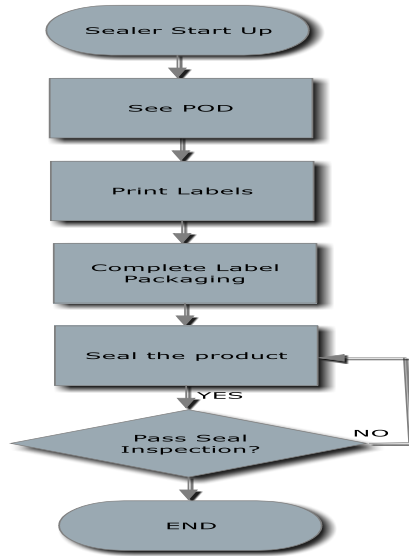 Sealer Start Up
See POD
Print Labels
Complete Label
Packaging
Seal the product
YES
NO
Pass Seal
Inspection?
END